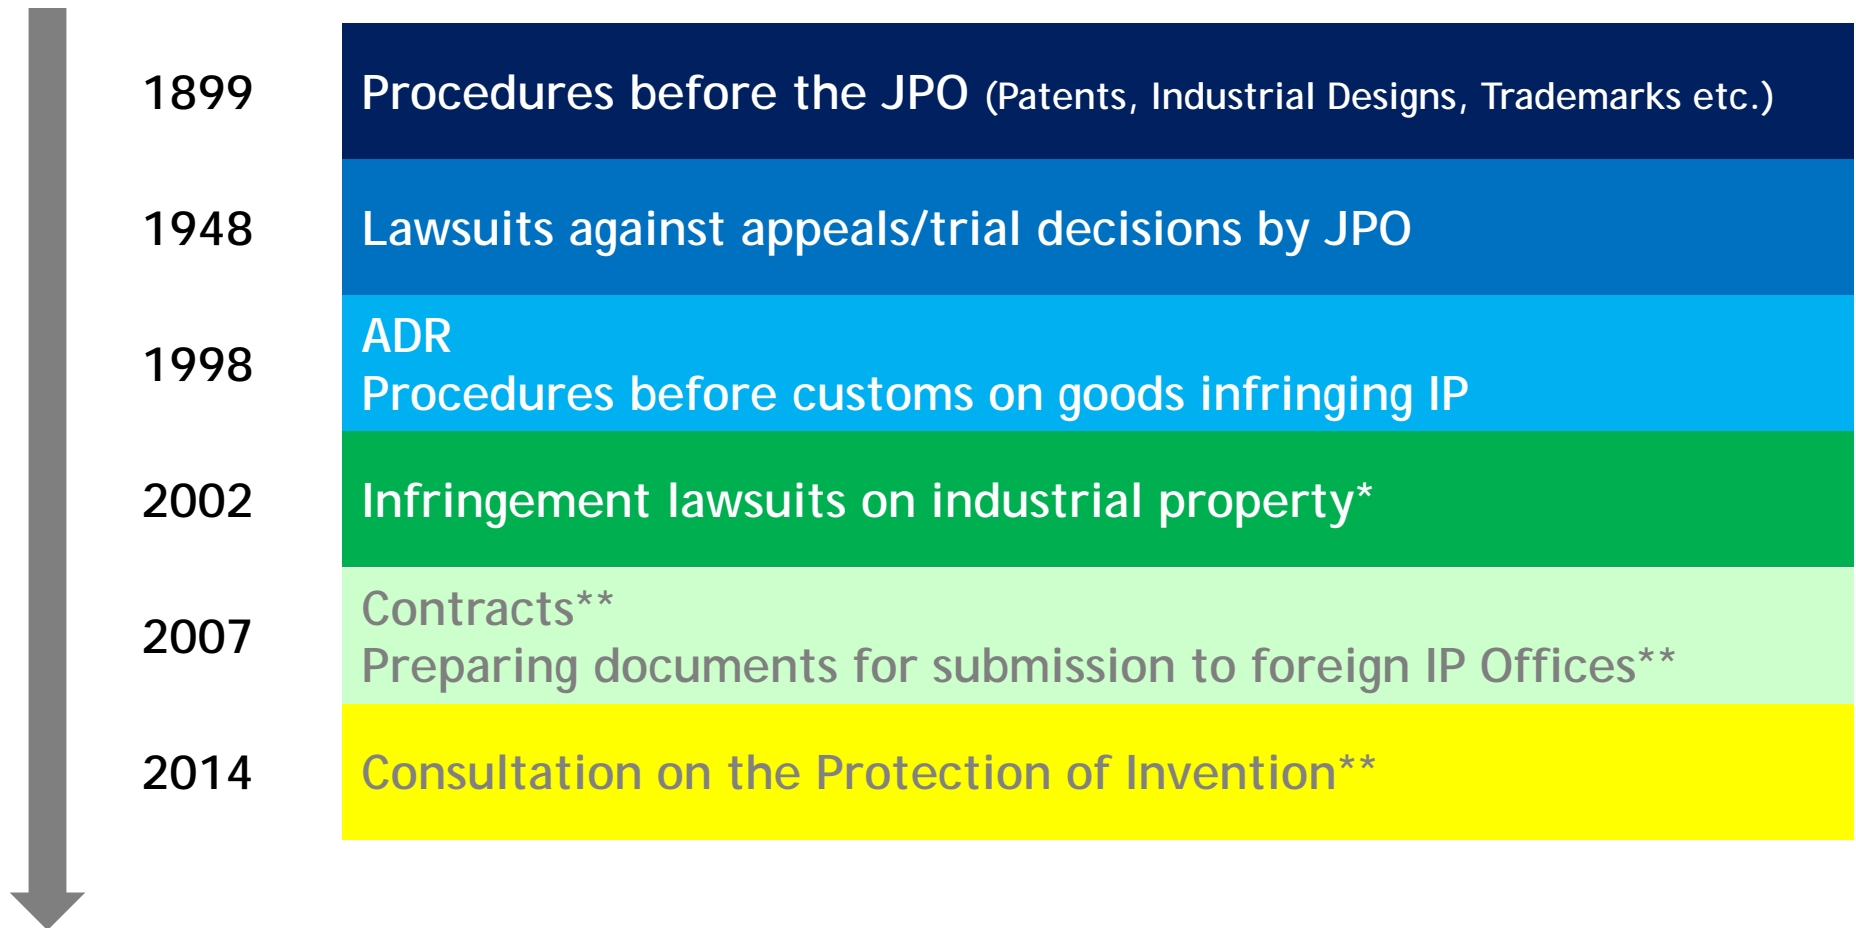 1899
Procedures before the JPO (Patents, Industrial Designs, Trademarks etc.)
1948
Lawsuits against appeals/trial decisions by JPO
1998
ADR
Procedures before customs on goods infringing IP
2002
Infringement lawsuits on industrial property*
2007
Contracts**
Preparing documents for submission to foreign IP Offices**
2014
Consultation on the Protection of Invention**